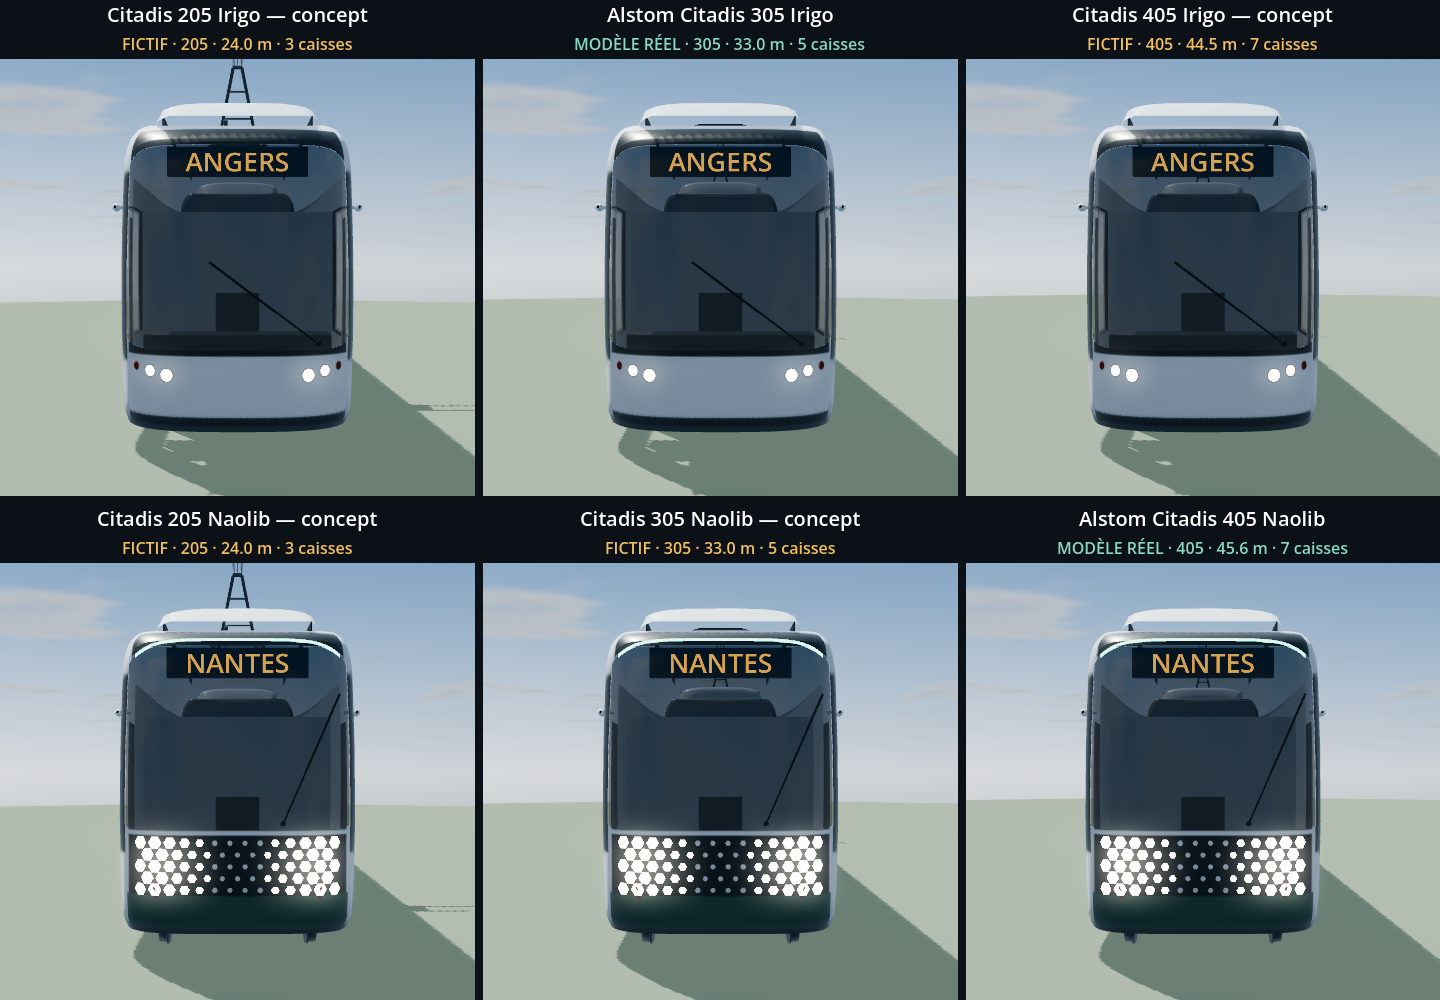 Citadis 205 Irigo — concept
FICTIF · 205 · 24.0 m · 3 caisses
ANGERS
Alstom Citadis 305 Irigo
MODÈLE RÉEL · 305 · 33.0 m · 5 caisses
ANGERS
Citadis 405 Irigo — concept
FICTIF · 405 · 44.5 m · 7 caisses
ANGERS
Citadis 205 Naolib — concept
FICTIF · 205 · 24.0 m · 3 caisses
NANTES
Citadis 305 Naolib — concept
FICTIF · 305 · 33.0 m · 5 caisses
NANTES
Alstom Citadis 405 Naolib
MODÈLE RÉEL · 405 · 45.6 m · 7 caisses
NANTES